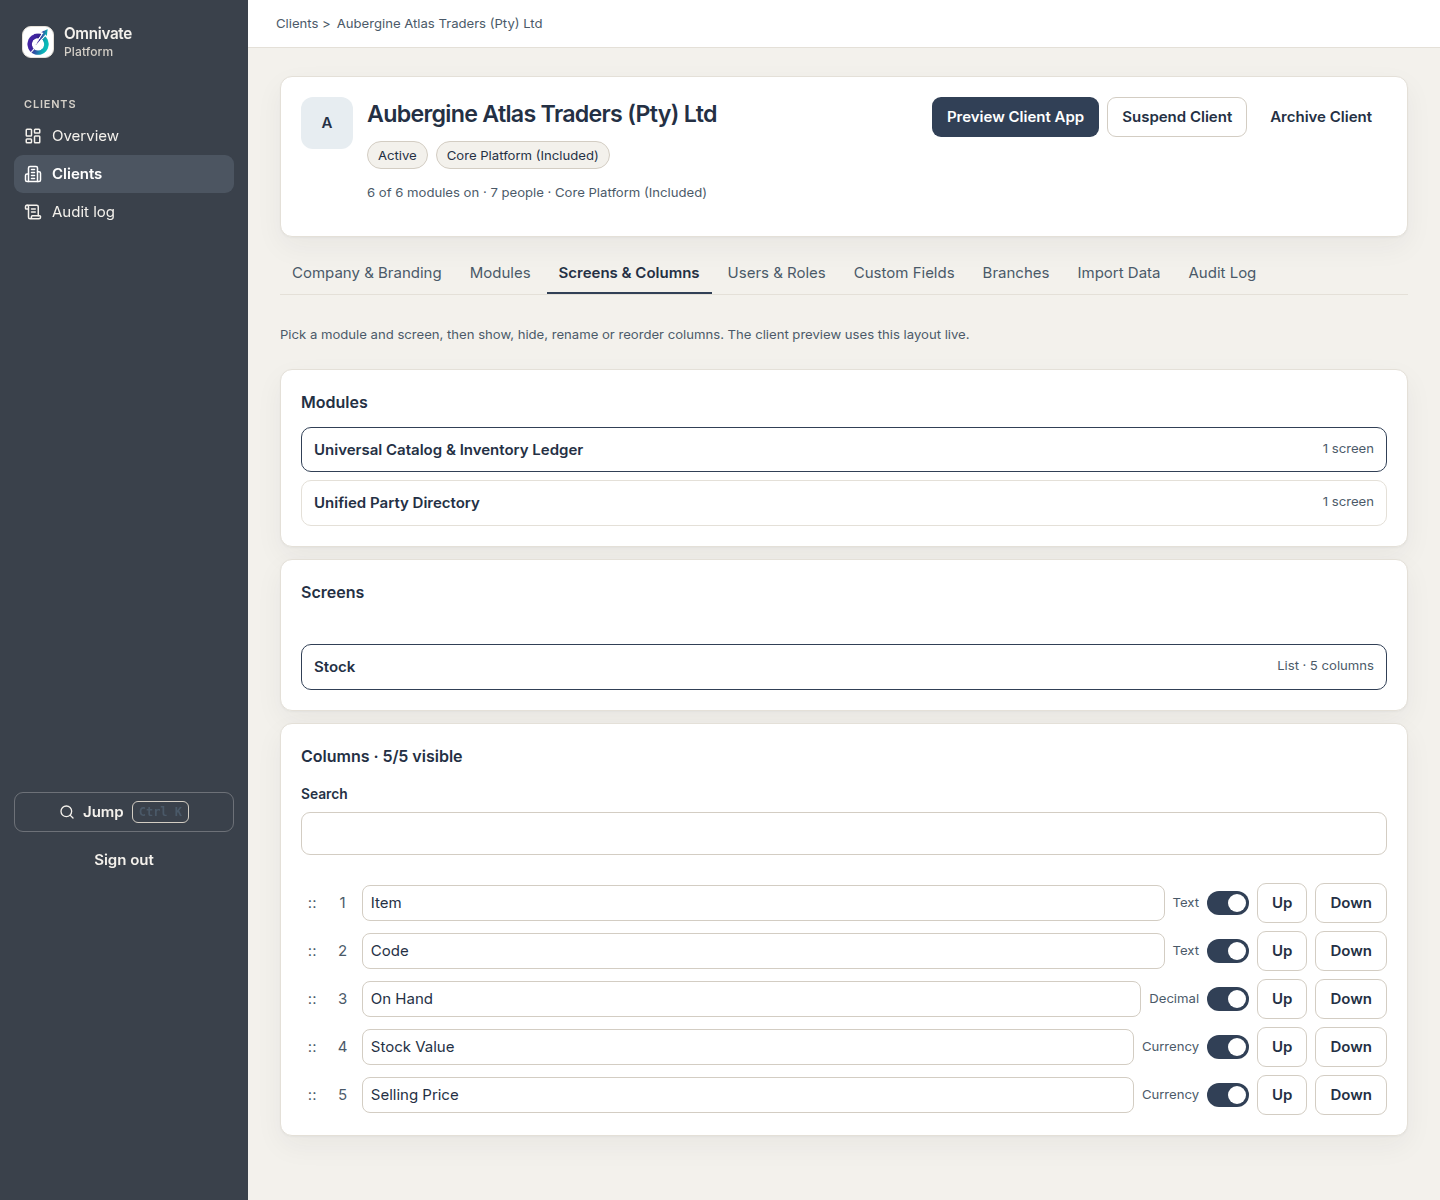 Omnivate
Platform
CLIENTS
Overview
Clients
Audit log
Jump Ctrl K
Sign out
Clients > Aubergine Atlas Traders (Pty) Ltd
A
Aubergine Atlas Traders (Pty) Ltd
Active Core Platform (Included)
6 of 6 modules on · 7 people · Core Platform (Included)
Preview Client App Suspend Client Archive Client
Company & Branding Modules Screens & Columns Users & Roles Custom Fields Branches Import Data Audit Log
Pick a module and screen, then show, hide, rename or reorder columns. The client preview uses this layout live.
Modules
Universal Catalog & Inventory Ledger 1 screen
Unified Party Directory 1 screen
Screens
Stock List · 5 columns
Columns · 5/5 visible
Search
:: 1 Item Text Up Down
:: 2 Code Text Up Down
:: 3 On Hand Decimal Up Down
:: 4 Stock Value Currency Up Down
:: 5 Selling Price Currency Up Down